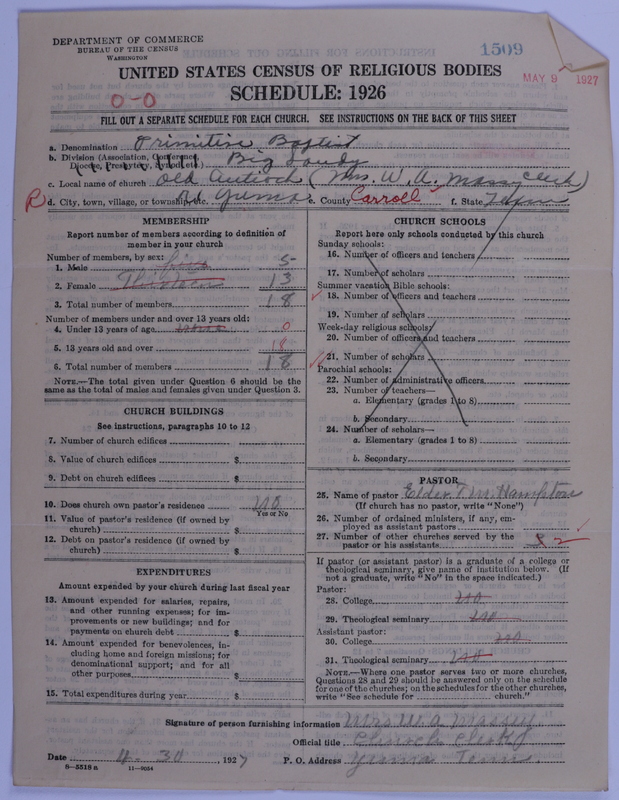 DEPARTMENT OF COMMERCE
BUREAU OF THE CENSUS
WASHINGTON
1509
UNITED STATES CENSUS OF RELIGIOUS BODIES
MAY 9 1927
SCHEDULE: 1926
0-0
FILL OUT A SEPARATE SCHEDULE FOR EACH CHURCH. SEE INSTRUCTIONS ON THE BACK OF THIS SHEET
a. Denomination Primitive Baptist
b. Division (Association, Conference, Diocese, Presbytery, Synod, etc.) Big Sandy
c. Local name of church Old Antioch (Mrs. W. A. Massey Clerk)
R d. City, town, village, or township, etc. Yuma e. County Carroll f. State Tenn
MEMBERSHIP
Report number of members according to definition of
member in your church
Number of members, by sex:
1. Male five 5
2. Female Thirteen 13
3. Total number of members 18
Number of members under and over 13 years old:
4. Under 13 years of age 0
5. 13 years old and over 18
6. Total number of members 18
NOTE.—The total given under Question 6 should be the
same as the total of males and females given under Question 3.
CHURCH BUILDINGS
See instructions, paragraphs 10 to 12
7. Number of church edifices
8. Value of church edifices $
9. Debt on church edifices $
10. Does church own pastor's residence no
Yes or No
11. Value of pastor's residence (if owned by
church) $
12. Debt on pastor's residence (if owned by
church) $
EXPENDITURES
Amount expended by your church during last fiscal year
13. Amount expended for salaries, repairs,
and other running expenses; for im-
provements or new buildings; and for
payments on church debt $
14. Amount expended for benevolences, in-
cluding home and foreign missions; for
denominational support; and for all
other purposes $
15. Total expenditures during year $
CHURCH SCHOOLS
Report here only schools conducted by this church
Sunday schools:
16. Number of officers and teachers
17. Number of scholars
Summer vacation Bible schools:
18. Number of officers and teachers
19. Number of scholars
Week-day religious schools:
20. Number of officers and teachers
21. Number of scholars
Parochial schools:
22. Number of administrative officers
23. Number of teachers—
a. Elementary (grades 1 to 8)
b. Secondary
24. Number of scholars—
a. Elementary (grades 1 to 8)
b. Secondary
PASTOR
25. Name of pastor Elder T. M. Hampton
(If church has no pastor, write "None")
26. Number of ordained ministers, if any, em-
ployed as assistant pastors
27. Number of other churches served by the
pastor or his assistants 2
If pastor (or assistant pastor) is a graduate of a college or
theological seminary, give name of institution below. (If
not a graduate, write "No" in the space indicated.)
Pastor:
28. College no
29. Theological seminary no
Assistant pastor:
30. College no
31. Theological seminary no
NOTE.—Where one pastor serves two or more churches,
Questions 28 and 29 should be answered only on the schedule
for one of the churches; on the schedules for the other churches,
write "See schedule for church."
Signature of person furnishing information Mrs W. A Massey
Official title Church Clerk
Date 4-30 1927 P. O. Address Yuma Tenn
8-5518 a 11-9054